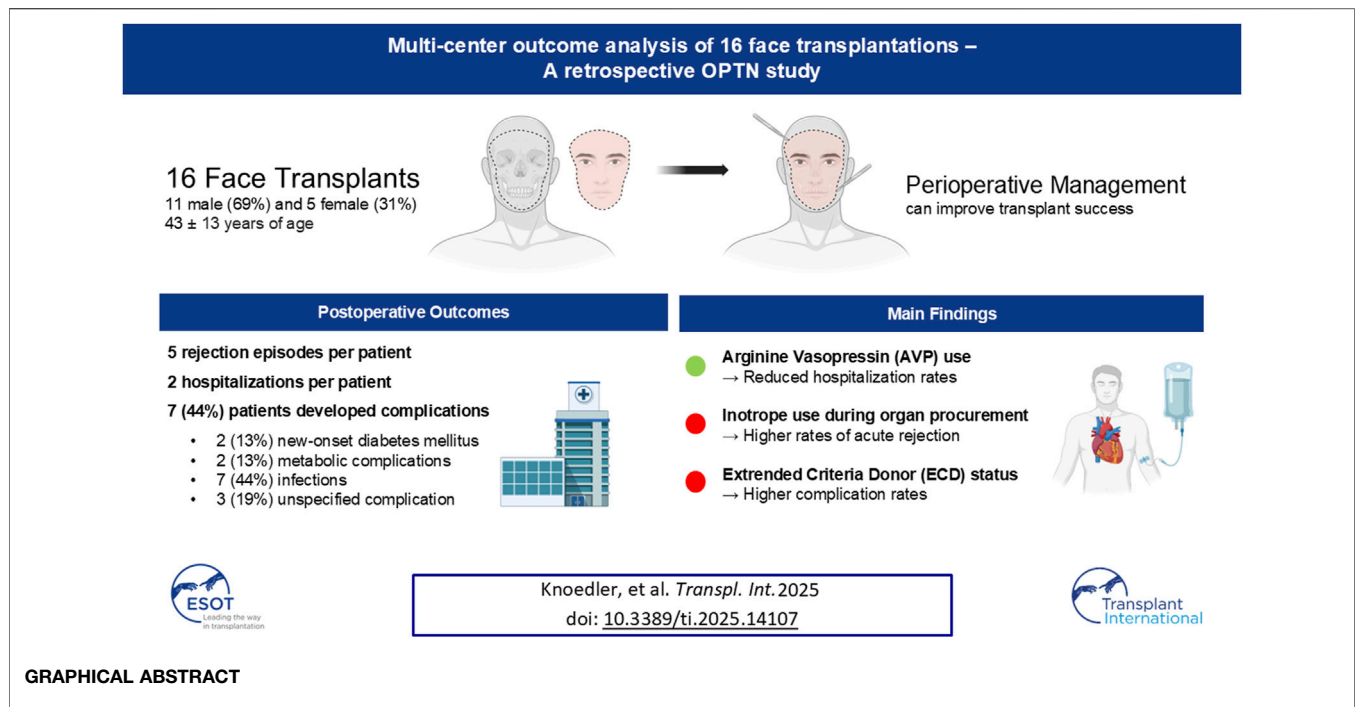 Multi-center outcome analysis of 16 face transplantations –
A retrospective OPTN study
16 Face Transplants
11 male (69%) and 5 female (31%)
43 ± 13 years of age
Perioperative Management
can improve transplant success
Postoperative Outcomes
5 rejection episodes per patient
2 hospitalizations per patient
7 (44%) patients developed complications
• 2 (13%) new-onset diabetes mellitus
• 2 (13%) metabolic complications
• 7 (44%) infections
• 3 (19%) unspecified complication
Main Findings
Arginine Vasopressin (AVP) use
→ Reduced hospitalization rates
Inotrope use during organ procurement
→ Higher rates of acute rejection
Extrended Criteria Donor (ECD) status
→ Higher complication rates
ESOT
Leading the way
in transplantation
Knoedler, et al. Transpl. Int. 2025
doi: 10.3389/ti.2025.14107
Transplant
International
GRAPHICAL ABSTRACT